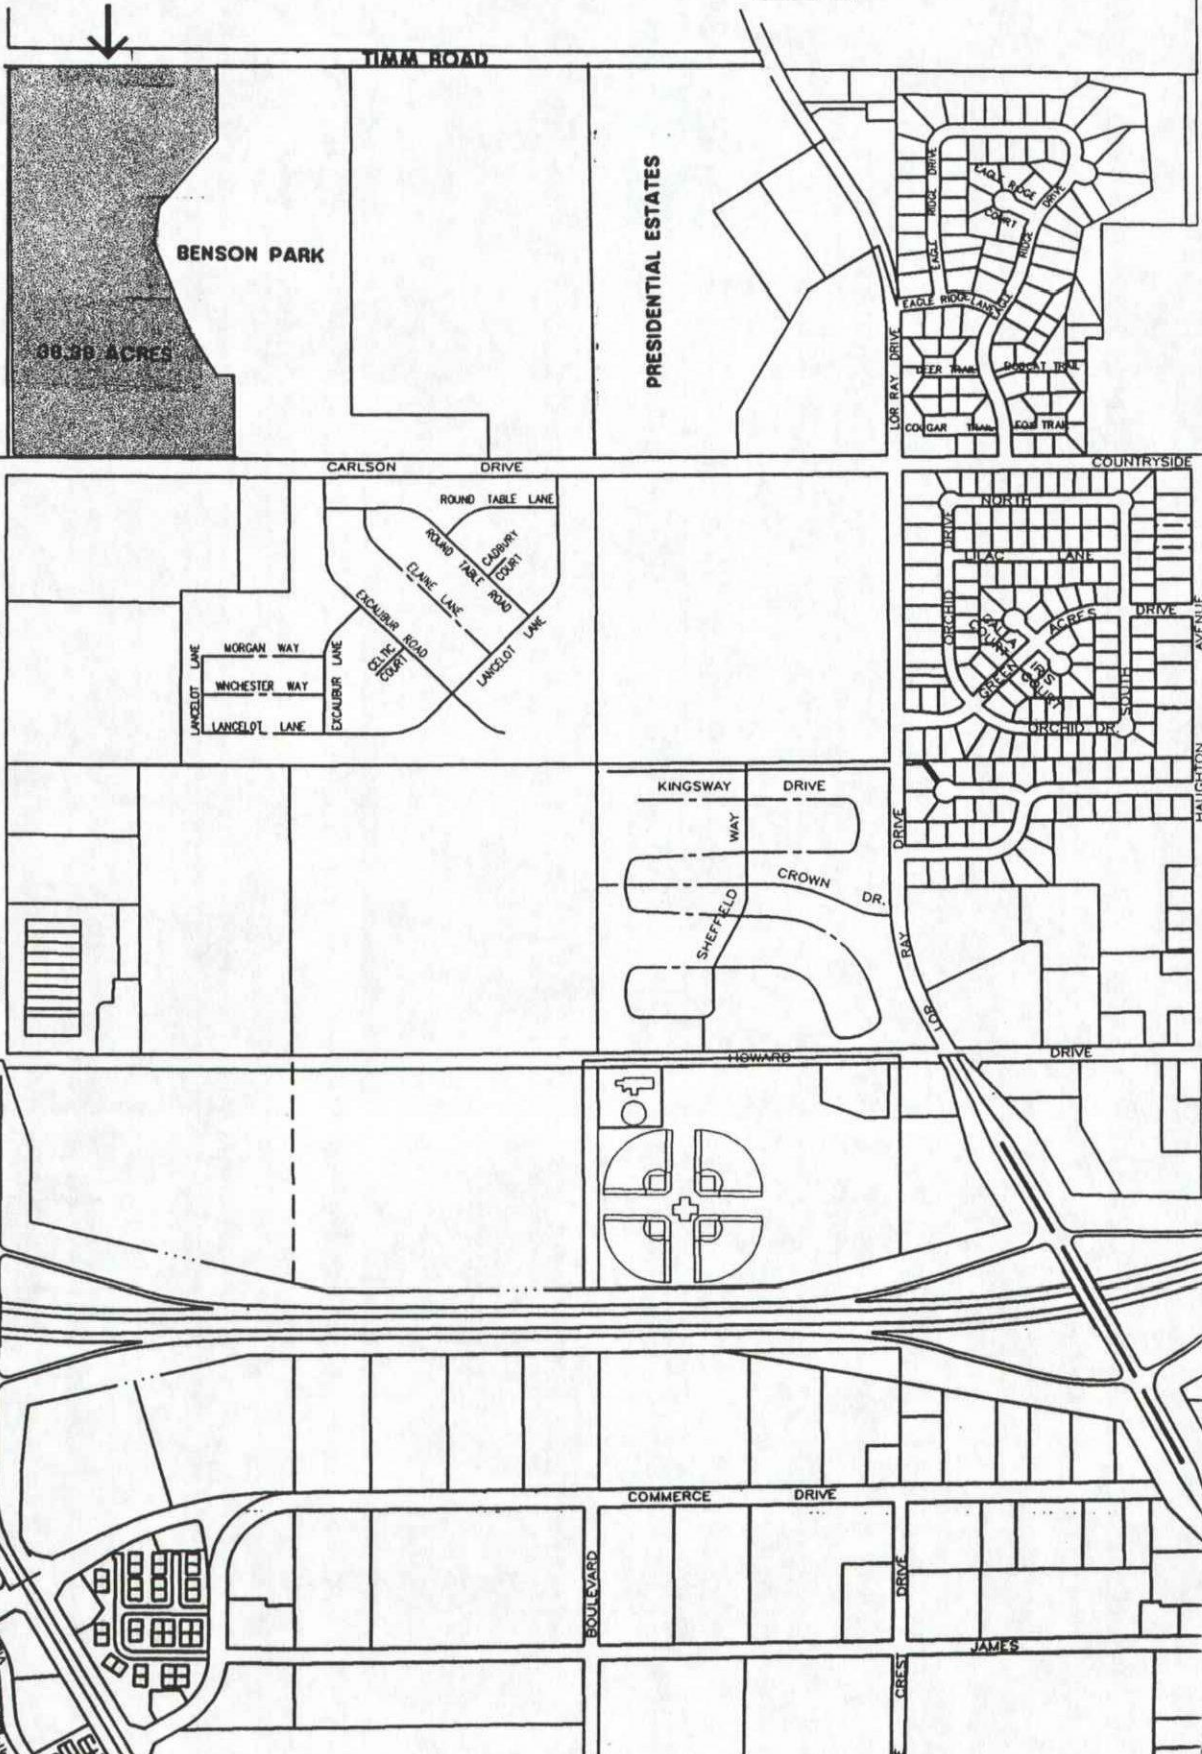 TIMM ROAD
BENSON PARK
PRESIDENTIAL ESTATES
EAGLE RIDGE DRIVE
EAGLE RIDGE
COURT
EAGLE RIDGE DRIVE
EAGLE RIDGE LANE
ACRES
LOR RAY DRIVE
DEER TRAIL
BOBCAT TRAIL
COUGAR TRAIL
FOX TRAIL
CARLSON DRIVE
COUNTRYSIDE
ROUND TABLE LANE
NORTH
ROUND TABLE ROAD
CADBURY
COURT
ELAINE LANE
ORCHID DRIVE
LILAC LANE
EXCALIBUR ROAD
CELTIC
COURT
LANCELOT LANE
CALLA
COURT
GREEN ACRES DRIVE
IRIS
COURT
SOUTH
AVENUE
MORGAN WAY
LANCELOT LANE
WINCHESTER WAY
EXCALIBUR LANE
LANCELOT LANE
ORCHID DR.
HAUGHTON
KINGSWAY DRIVE
SHEFFIELD WAY
CROWN DR.
LOR RAY DRIVE
HOWARD DRIVE
COMMERCE DRIVE
BOULEVARD
CREST DRIVE
JAMES